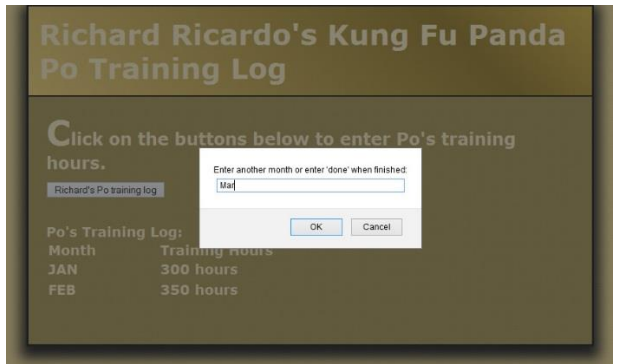 Richard Ricardo's Kung Fu Panda
Po Training Log
Click on the buttons below to enter Po's training
hours.
Richard's Po training log
Enter another month or enter 'done' when finished:
Mar
OK Cancel
Po's Training Log:
Month Training Hours
JAN 300 hours
FEB 350 hours